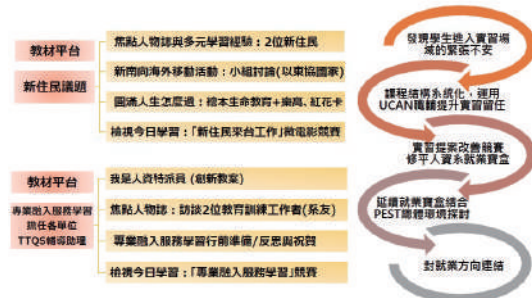 教材平台
新住民議題
焦點人物誌與多元學習經驗：2位新住民
新南向海外移動活動：小組討論(以東協國家)
圓滿人生怎麼過：繪本生命教育+樂高、紅花卡
檢視今日學習：「新住民來台工作」微電影競賽
教材平台
專業融入服務學習
擔任各單位
TTQS輔導助理
我是人資特派員 (創新教案)
焦點人物誌：訪談2位教育訓練工作者(系友)
專業融入服務學習行前準備/反思與祝賀
檢視今日學習：「專業融入服務學習」競賽
發現學生進入實習場
域的緊張不安
課程結構系統化，運用
UCAN職輔提升實習留任
實習提案改善競賽
修平人資系就業寶盒
延續就業寶盒結合
PEST總體環境探討
對就業方向連結